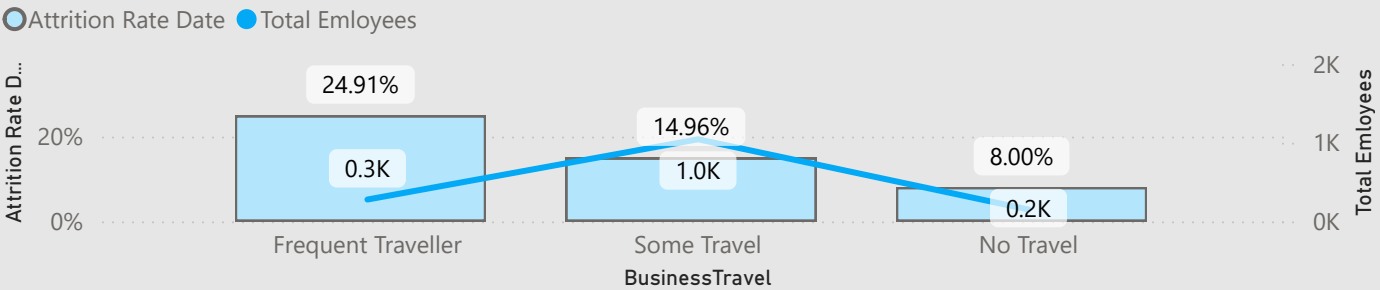 Attrition Rate Date Total Emloyees
Attrition Rate D...
20%
0%
24.91%
0.3K
14.96%
1.0K
8.00%
0.2K
2K
1K
0K
Total Emloyees
Frequent Traveller Some Travel No Travel
BusinessTravel